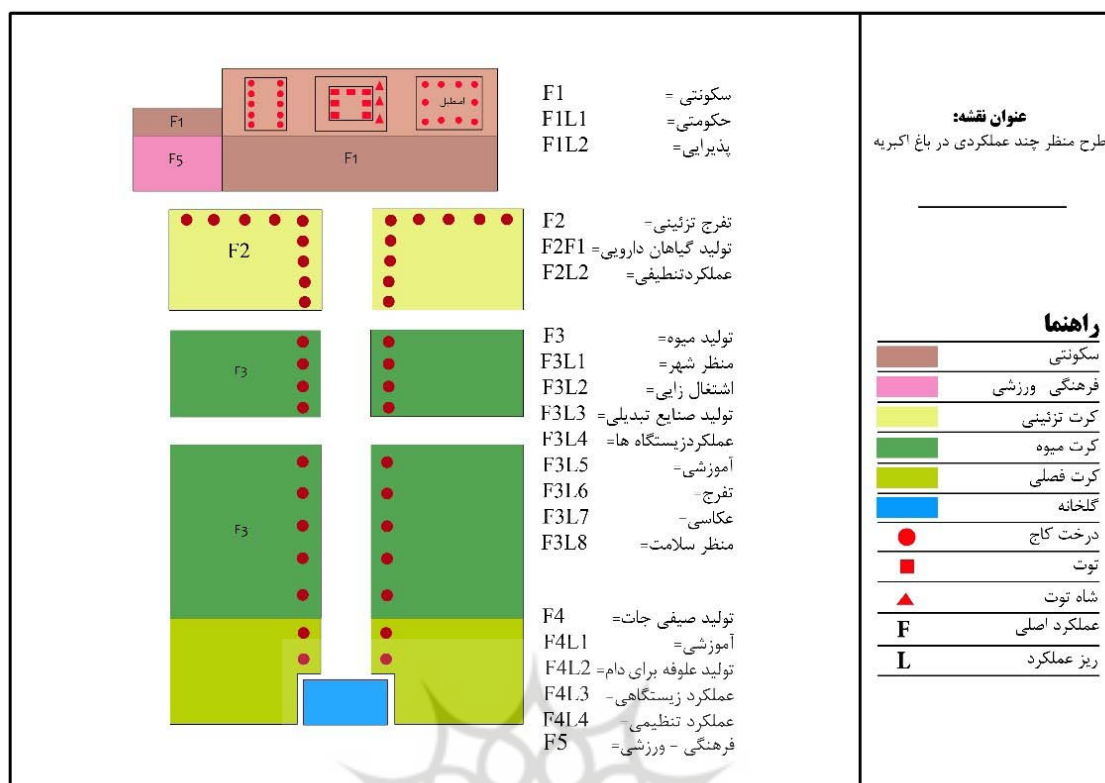 عنوان نقشه:
طرح منظر چند عملکردی در باغ اکبریه
راهنما
سکونتی
فرهنگی ورزشی
کرت تزئینی
کرت میوه
کرت فصلی
گلخانه
درخت کاج
توت
شاه توت
F عملکرد اصلی
L ریز عملکرد
F1 سکونتی =
F1L1 حکومتی=
F1L2 پذیرایی=
F2 تفرج تزئینی=
F2F1 تولید گیاهان دارویی=
F2L2 عملکردتنطیفی=
F3 تولید میوه=
F3L1 منظر شهر=
F3L2 اشتغال زایی=
F3L3 تولید صنایع تبدیلی=
F3L4 عملکردزیستگاه ها=
F3L5 آموزشی=
F3L6 تفرج-
F3L7 عکاسی-
F3L8 منظر سلامت=
F4 تولید صیفی جات=
F4L1 آموزشی=
F4L2 تولید علوفه برای دام=
F4L3 عملکرد زیستگاهی-
F4L4 عملکرد تنظیمی-
F5 فرهنگی - ورزشی=
اصطبل
F1
F5
F1
F2
F3
F3